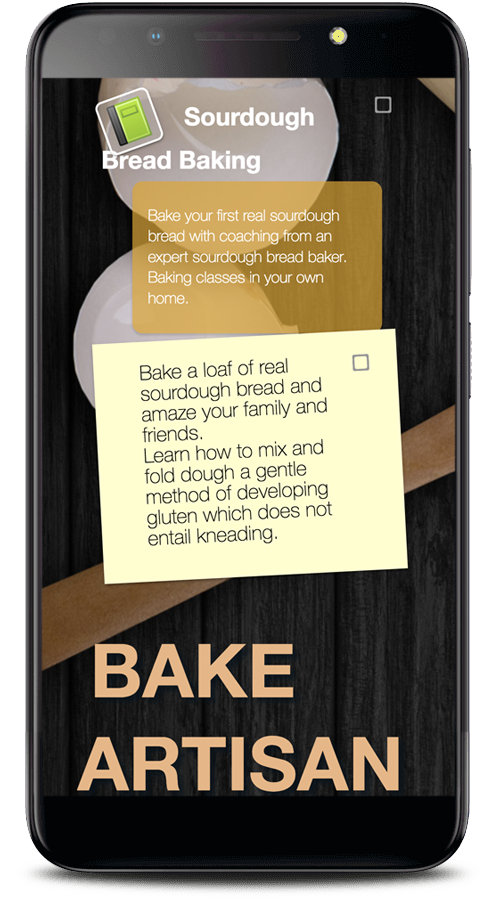 Sourdough
Bread Baking
Bake your first real sourdough
bread with coaching from an
expert sourdough bread baker.
Baking classes in your own
home.
Bake a loaf of real
sourdough bread and
amaze your family and
friends.
Learn how to mix and
fold dough a gentle
method of developing
gluten which does not
entail kneading.
BAKE
ARTISAN